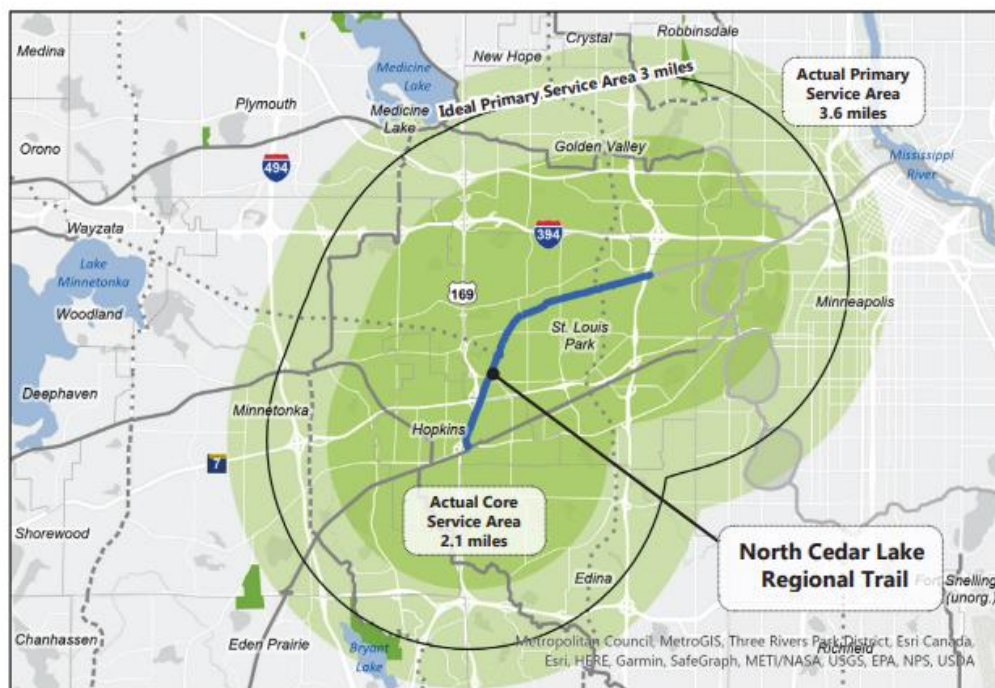 Medina
New Hope
Crystal
Robbinsdale
Medicine
Lake
Ideal Primary Service Area 3 miles
Actual Primary
Service Area
3.6 miles
Plymouth
Medicine
Lake
Orono
Golden Valley
494
Mississippi
River
Wayzata
394
Lake
Minnetonka
169
Minneapolis
Woodland
St. Louis
Park
Deephaven
Minnetonka
Hopkins
7
Actual Core
Service Area
2.1 miles
Shorewood
North Cedar Lake
Regional Trail
Edina
Snelling
(unorg.)
Chanhassen
Eden Prairie
Bryant
Lake
Richfield
Metropolitan Council, MetroGIS, Three Rivers Park District, Esri Canada,
Esri, HERE, Garmin, SafeGraph, METI/NASA, USGS, EPA, NPS, USDA